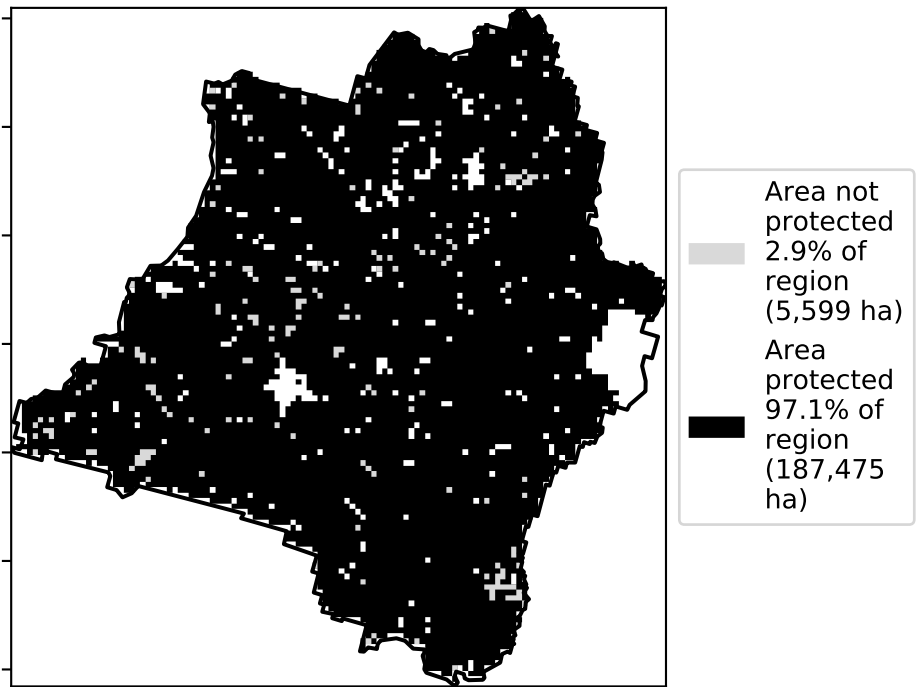 Area not
protected
2.9% of
region
(5,599 ha)
Area
protected
97.1% of
region
(187,475
ha)